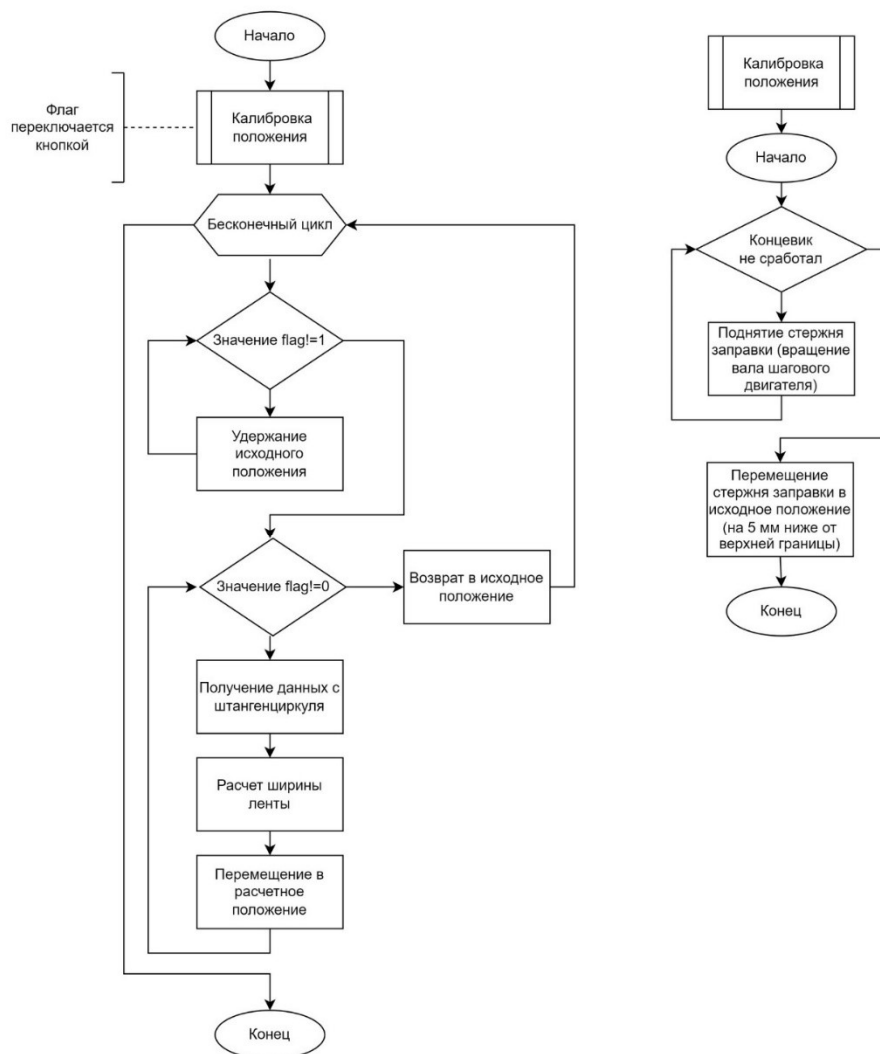 Начало
Флаг
переключается
кнопкой
Калибровка
положения
Бесконечный цикл
Значение flag!=1
Удержание
исходного
положения
Значение flag!=0
Возврат в исходное
положение
Получение данных с
штангенциркуля
Расчет ширины
ленты
Перемещение в
расчетное
положение
Конец
Калибровка
положения
Начало
Концевик
не сработал
Поднятие стержня
заправки (вращение
вала шагового
двигателя)
Перемещение
стержня заправки в
исходное положение
(на 5 мм ниже от
верхней границы)
Конец